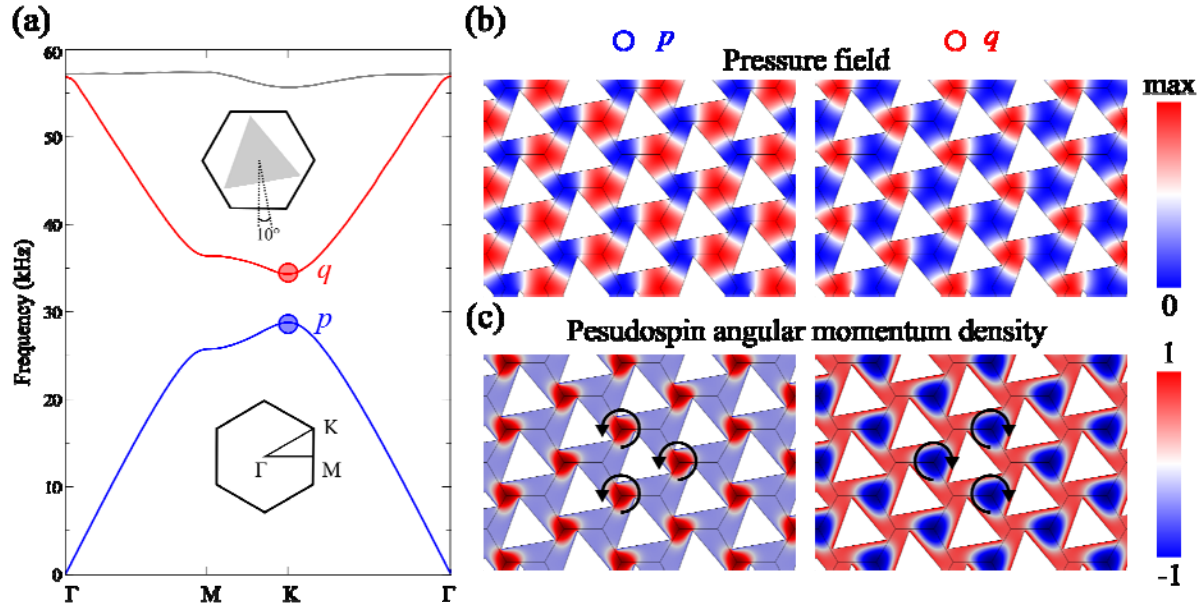 (a)
60
50
40
30
20
10
0
Frequency (kHz)
10°
q
p
K
Γ
M
Γ
M
K
Γ
(b)
p
q
Pressure field
max
0
(c)
Pesudospin angular momentum density
1
-1